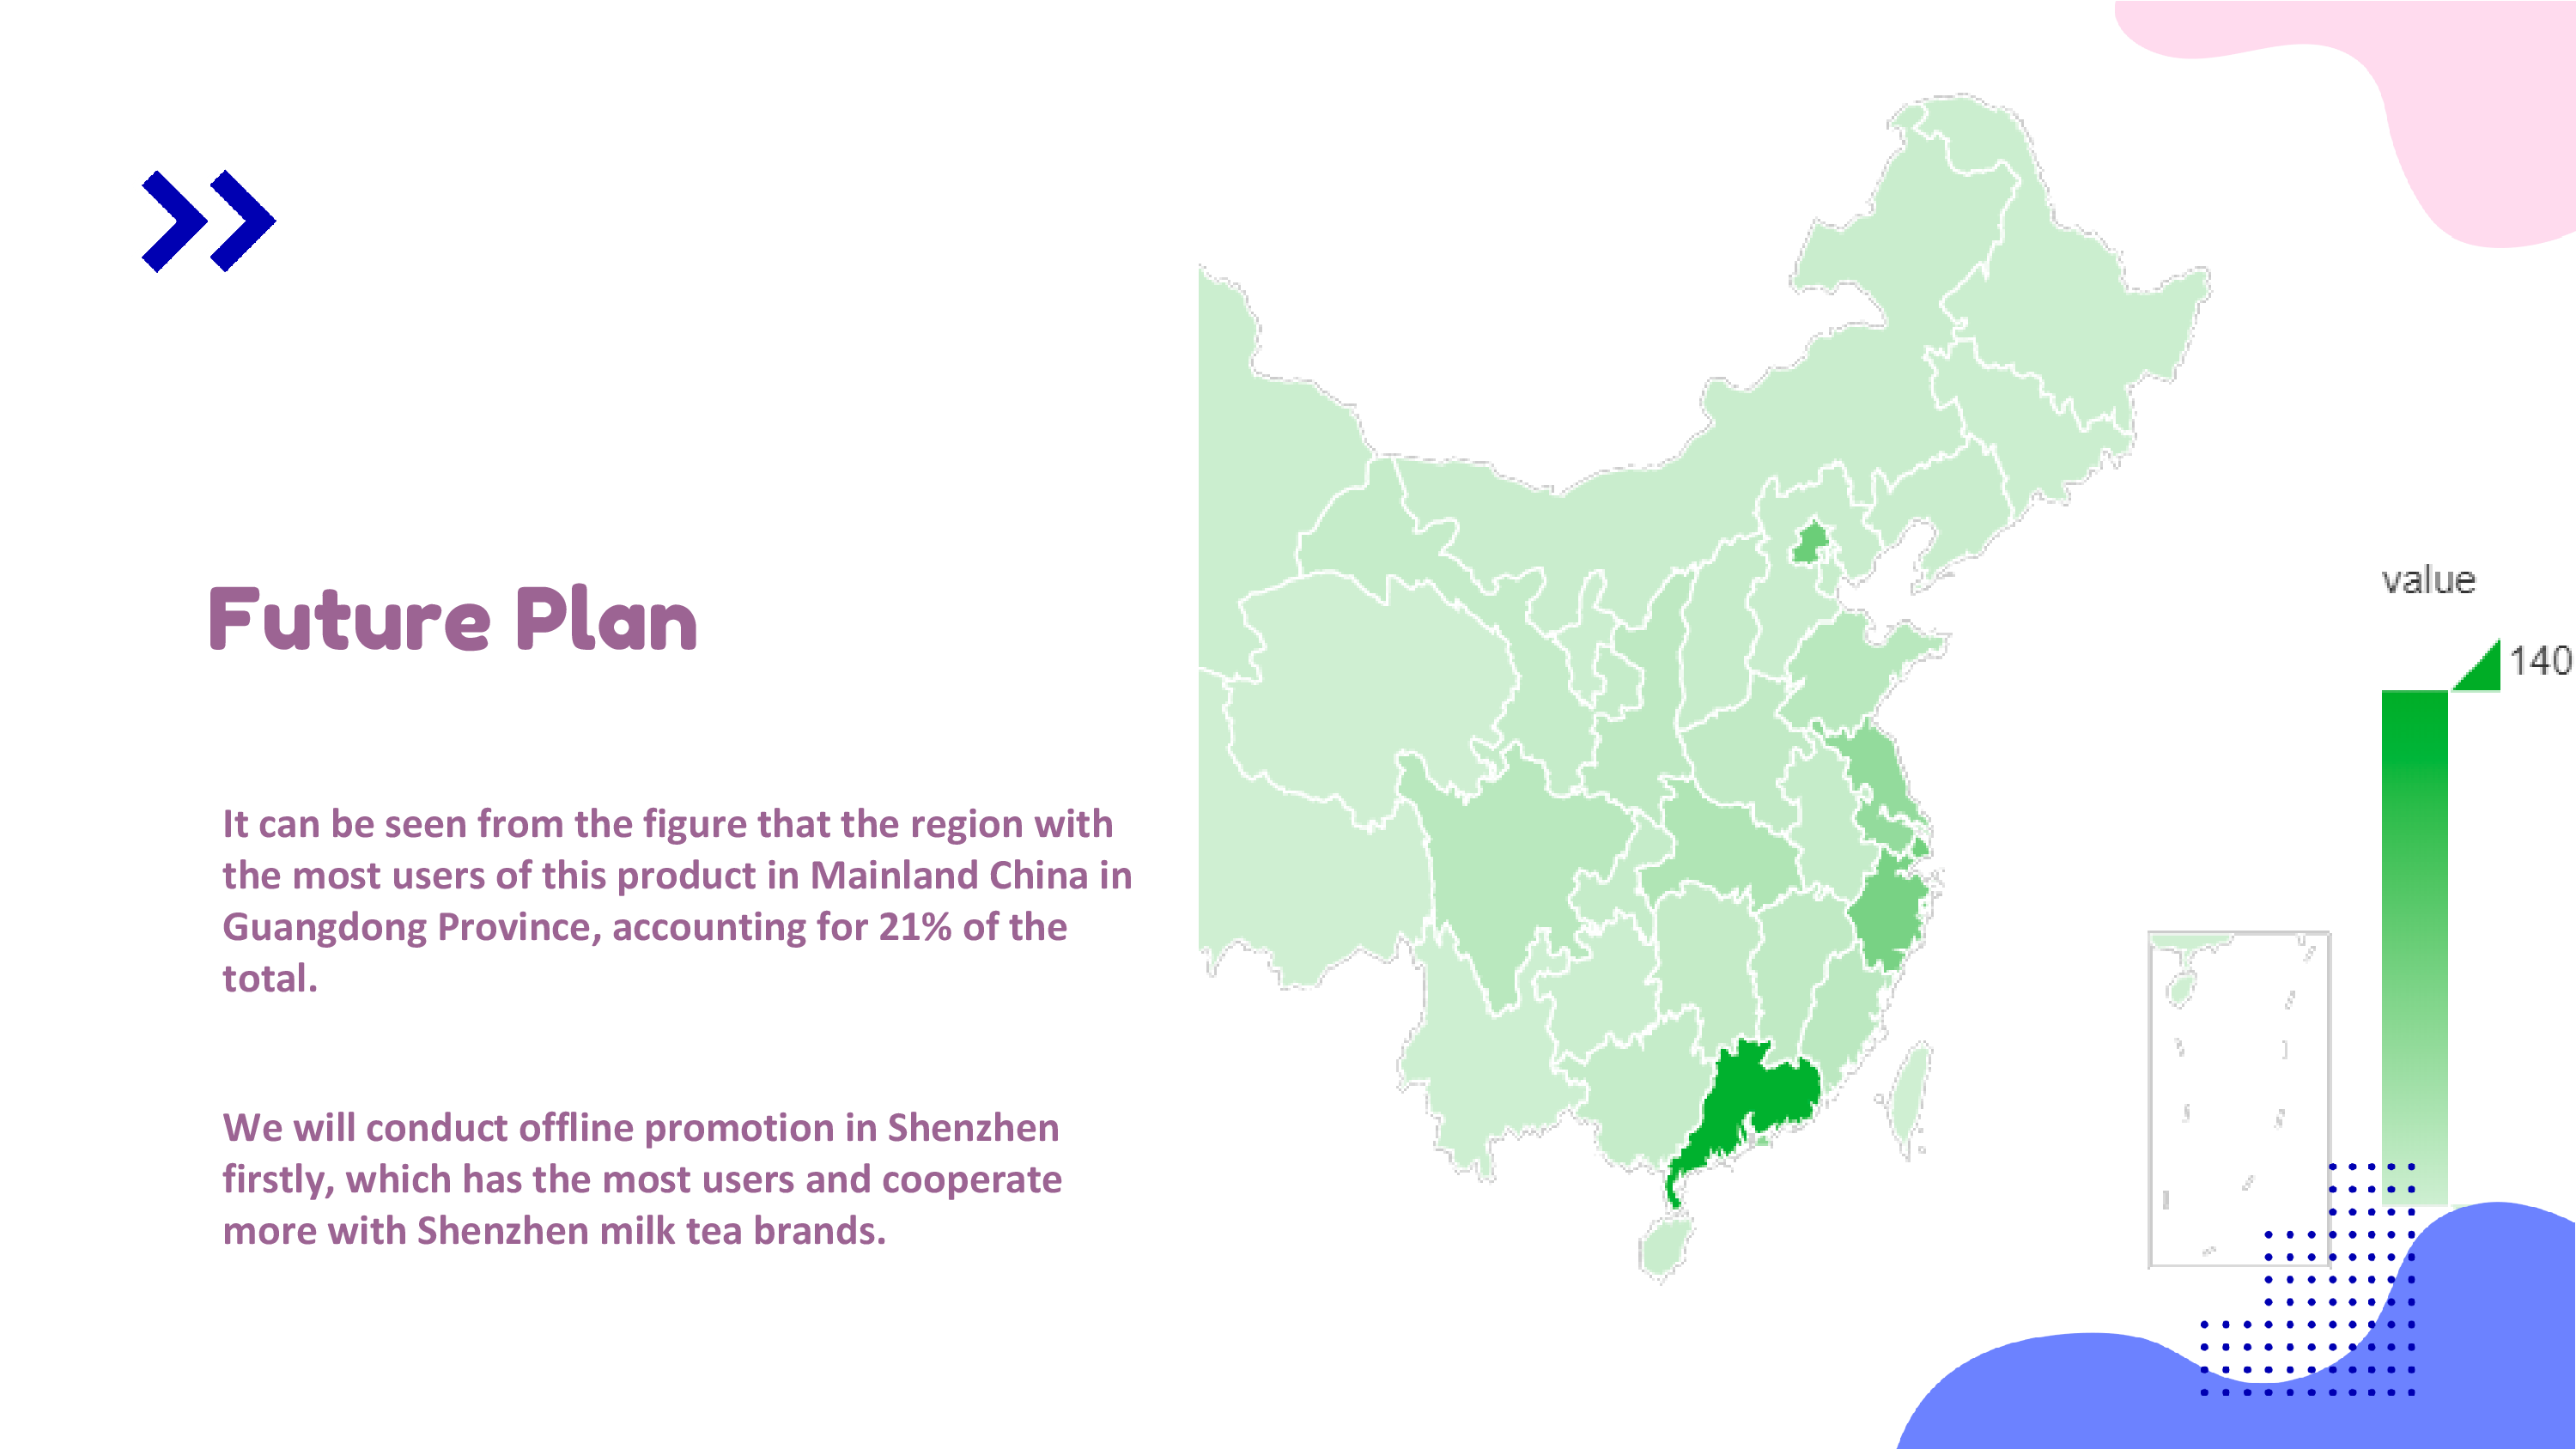 Future Plan
It can be seen from the figure that the region with
the most users of this product in Mainland China in
Guangdong Province, accounting for 21% of the
total.
We will conduct offline promotion in Shenzhen
firstly, which has the most users and cooperate
more with Shenzhen milk tea brands.
value
140